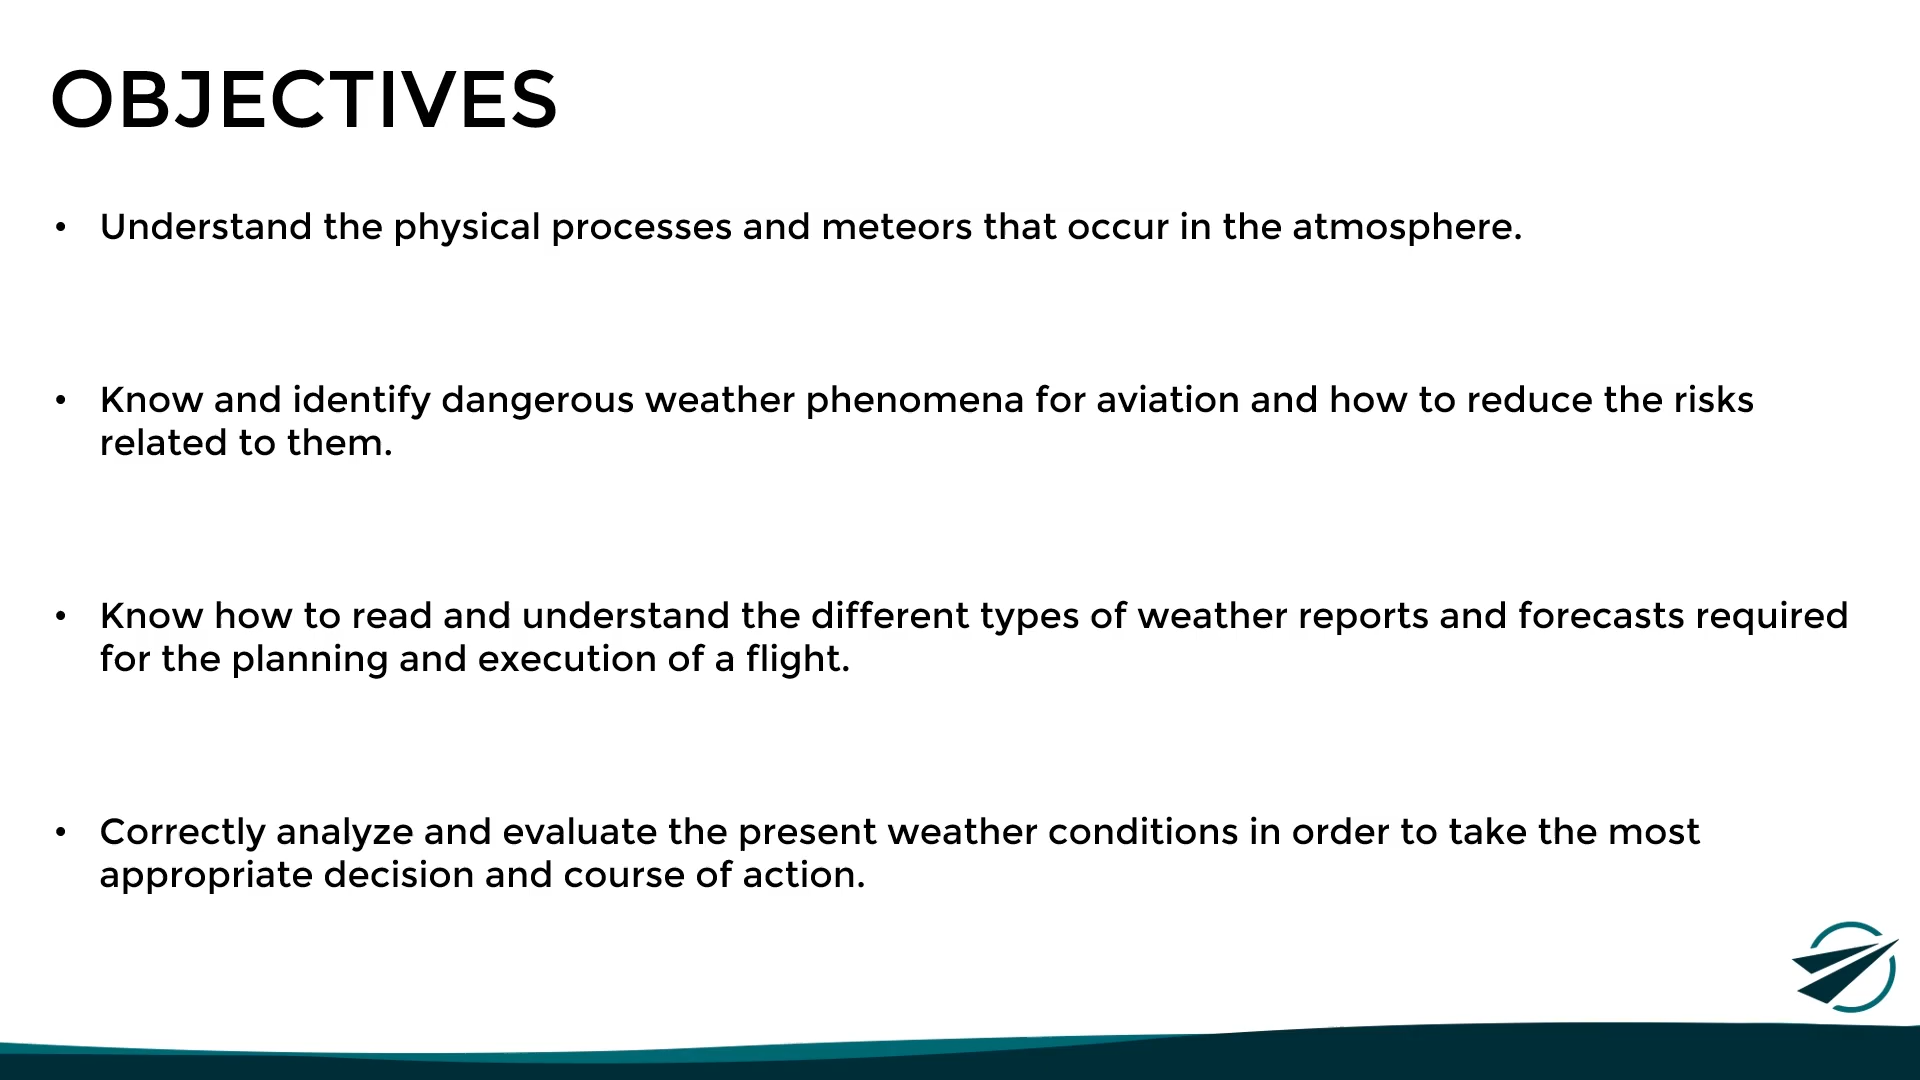 OBJECTIVES
• Understand the physical processes and meteors that occur in the atmosphere.
• Know and identify dangerous weather phenomena for aviation and how to reduce the risks
related to them.
• Know how to read and understand the different types of weather reports and forecasts required
for the planning and execution of a flight.
• Correctly analyze and evaluate the present weather conditions in order to take the most
appropriate decision and course of action.